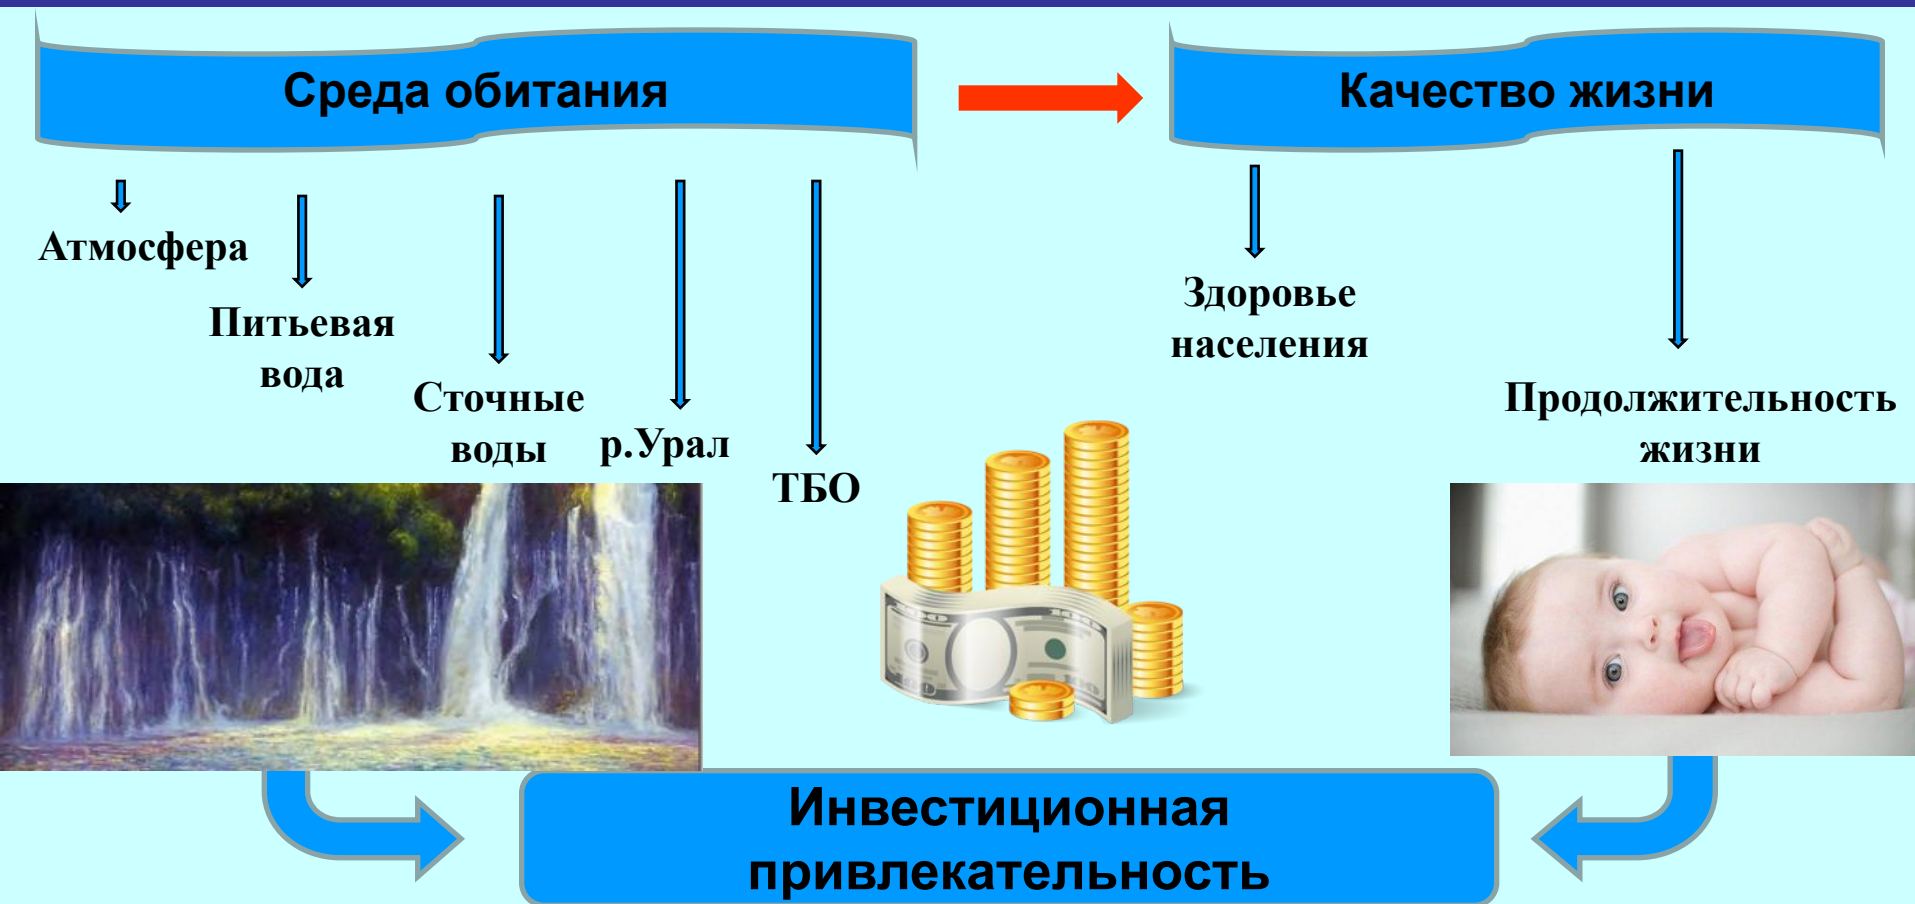 Среда обитания
Качество жизни
Атмосфера
Питьевая
вода
Сточные
воды
р.Урал
ТБО
Здоровье
населения
Продолжительность
жизни
Инвестиционная
привлекательность